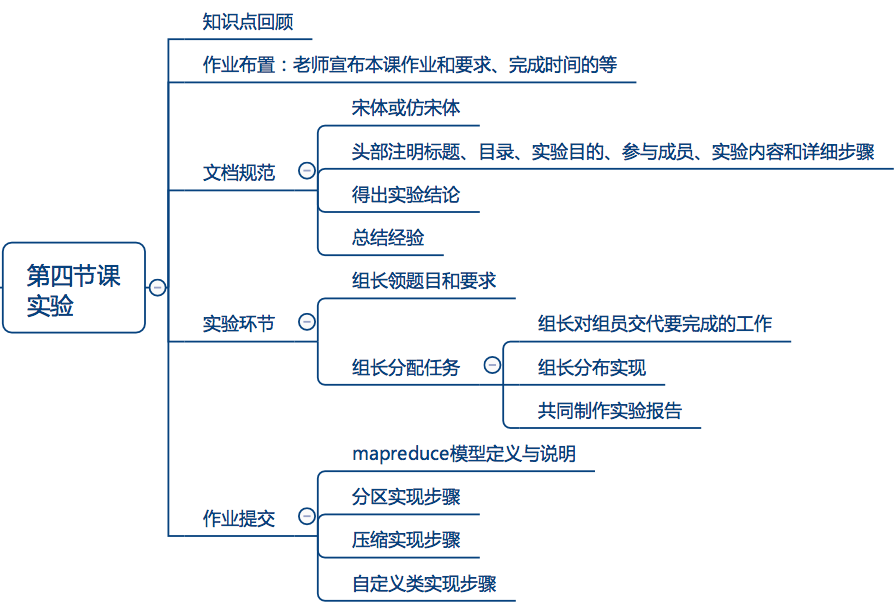 知识点回顾
作业布置：老师宣布本课作业和要求、完成时间的等
宋体或仿宋体
头部注明标题、目录、实验目的、参与成员、实验内容和详细步骤
文档规范
得出实验结论
总结经验
第四节课
实验
组长领题目和要求
实验环节
组长对组员交代要完成的工作
组长分配任务
组长分布实现
共同制作实验报告
mapreduce模型定义与说明
分区实现步骤
作业提交
压缩实现步骤
自定义类实现步骤